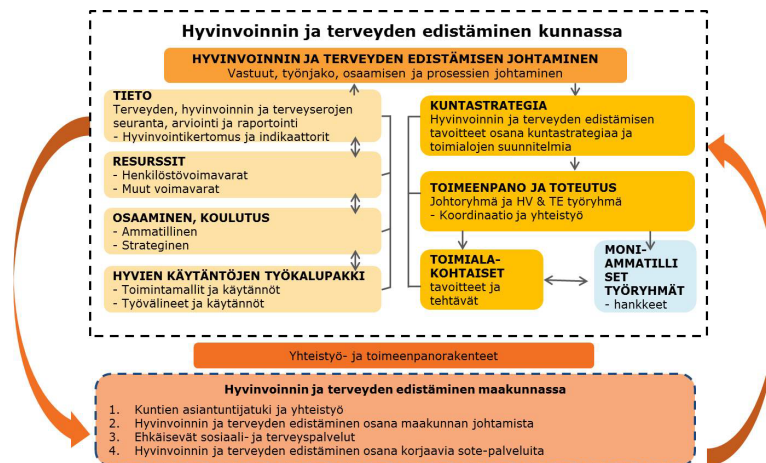 Hyvinvoinnin ja terveyden edistäminen kunnassa
HYVINVOINNIN JA TERVEYDEN EDISTÄMISEN JOHTAMINEN
Vastuut, työnjako, osaamisen ja prosessien johtaminen
TIETO
Terveyden, hyvinvoinnin ja terveyserojen
seuranta, arviointi ja raportointi
- Hyvinvointikertomus ja indikaattorit
RESURSSIT
- Henkilöstövoimavarat
- Muut voimavarat
OSAAMINEN, KOULUTUS
- Ammatillinen
- Strateginen
HYVIEN KÄYTÄNTÖJEN TYÖKALUPAKKI
- Toimintamallit ja käytännöt
- Työvälineet ja käytännöt
KUNTASTRATEGIA
Hyvinvoinnin ja terveyden edistämisen
tavoitteet osana kuntastrategiaa ja
toimialojen suunnitelmia
TOIMEENPANO JA TOTEUTUS
Johtoryhmä ja HV & TE työryhmä
- Koordinaatio ja yhteistyö
TOIMIALA-
KOHTAISET
tavoitteet ja
tehtävät
MONI-
AMMATILLI
SET
TYÖRYHMÄT
- hankkeet
Yhteistyö- ja toimeenpanorakenteet
Hyvinvoinnin ja terveyden edistäminen maakunnassa
1. Kuntien asiantuntijatuki ja yhteistyö
2. Hyvinvoinnin ja terveyden edistäminen osana maakunnan johtamista
3. Ehkäisevät sosiaali- ja terveyspalvelut
4. Hyvinvoinnin ja terveyden edistäminen osana korjaavia sote-palveluita